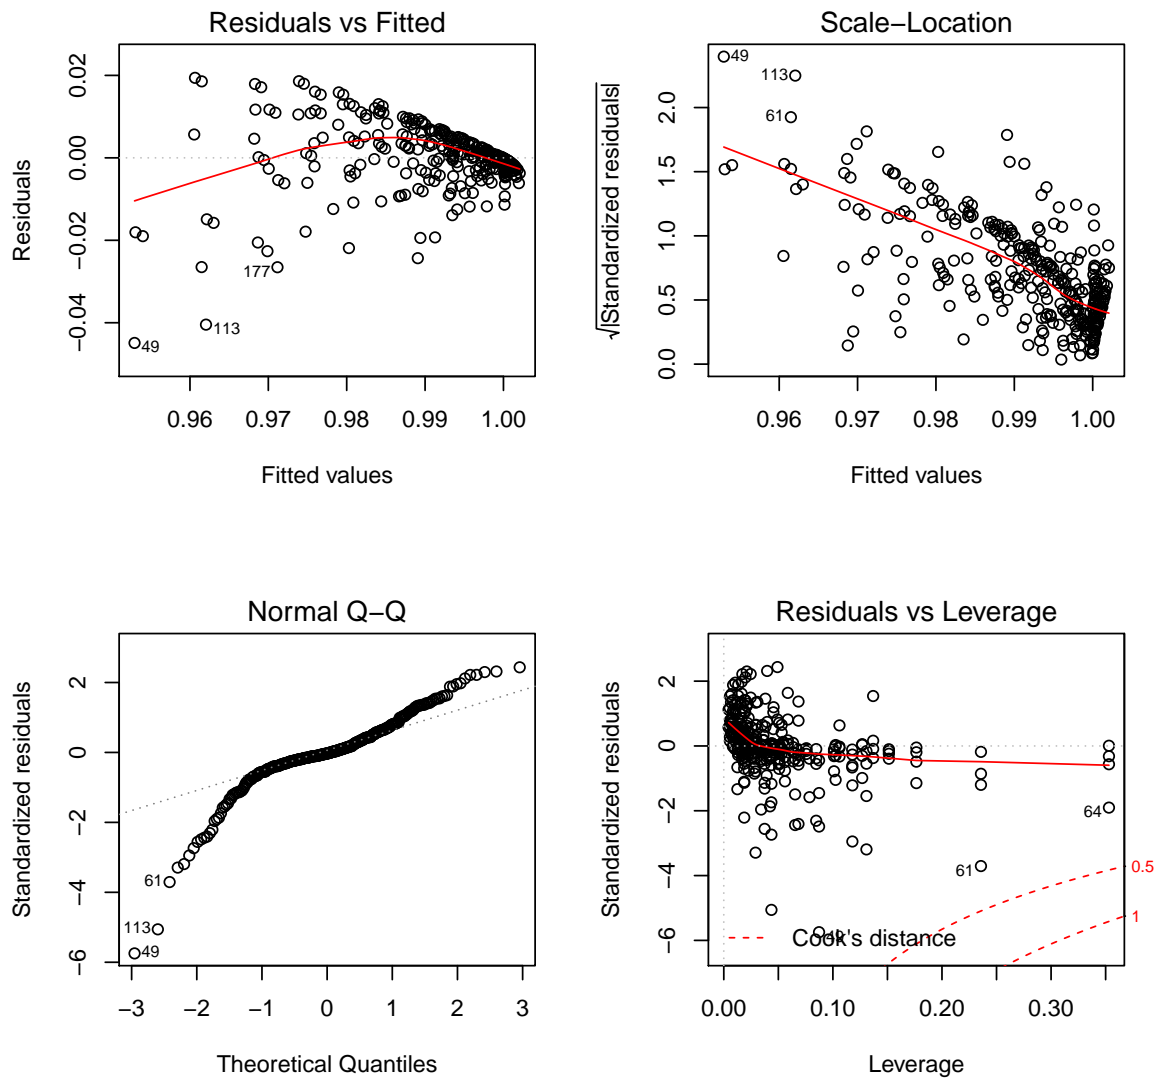 Residuals vs Fitted
Residuals
0.02
0.00
−0.02
−0.04
177
113
49
0.96 0.97 0.98 0.99 1.00
Fitted values
Scale−Location
√|Standardized residuals|
2.0
1.5
1.0
0.5
0.0
49
113
61
0.96 0.97 0.98 0.99 1.00
Fitted values
Normal Q−Q
Standardized residuals
2
0
−2
−4
−6
61
113
49
−3 −2 −1 0 1 2 3
Theoretical Quantiles
Residuals vs Leverage
Standardized residuals
2
0
−2
−4
−6
64
61
49
0.5
1
Cook's distance
0.00 0.10 0.20 0.30
Leverage